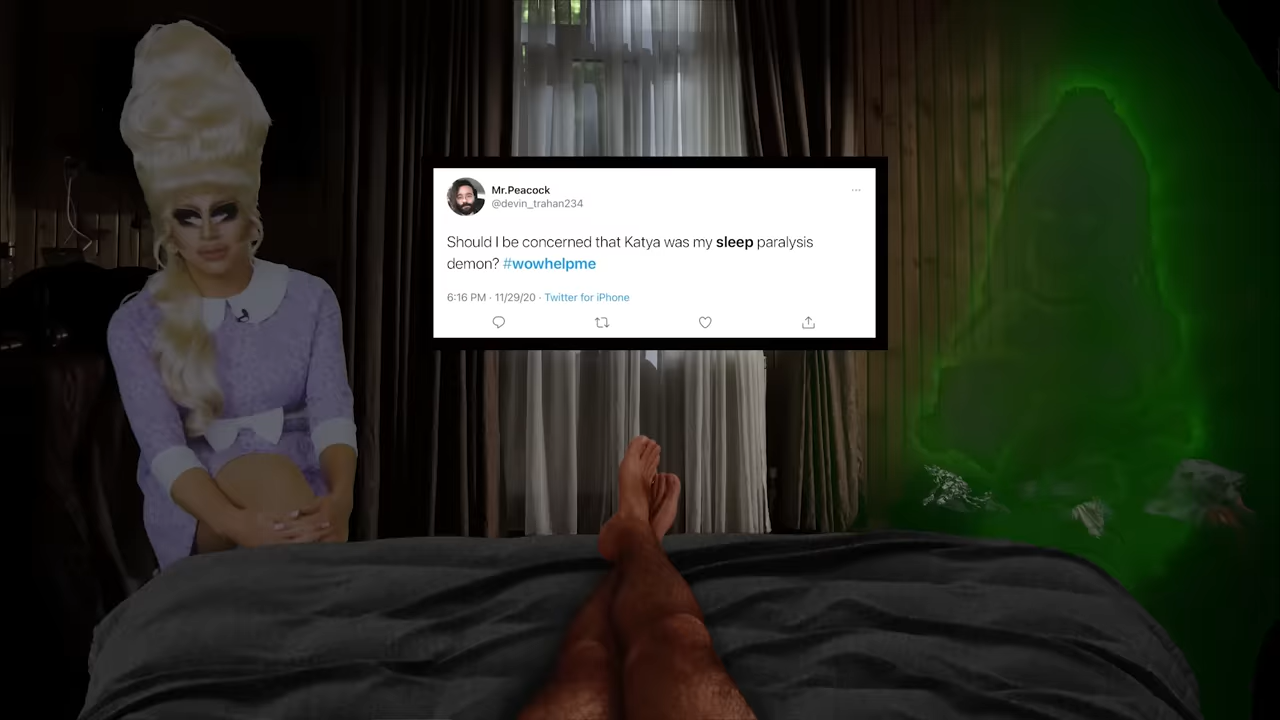 Mr.Peacock
@devin_trahan234
Should I be concerned that Katya was my sleep paralysis
demon? #wowhelpme
6:16 PM · 11/29/20 · Twitter for iPhone